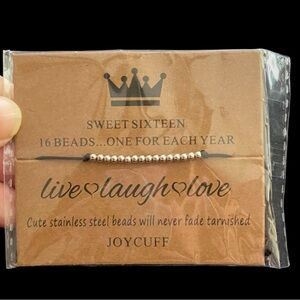 SWEET SIXTEEN
16 BEADS...ONE FOR EACH YEAR
live♡laugh♡love
Cute stainless steel beads will never fade tarnished
JOYCUFF